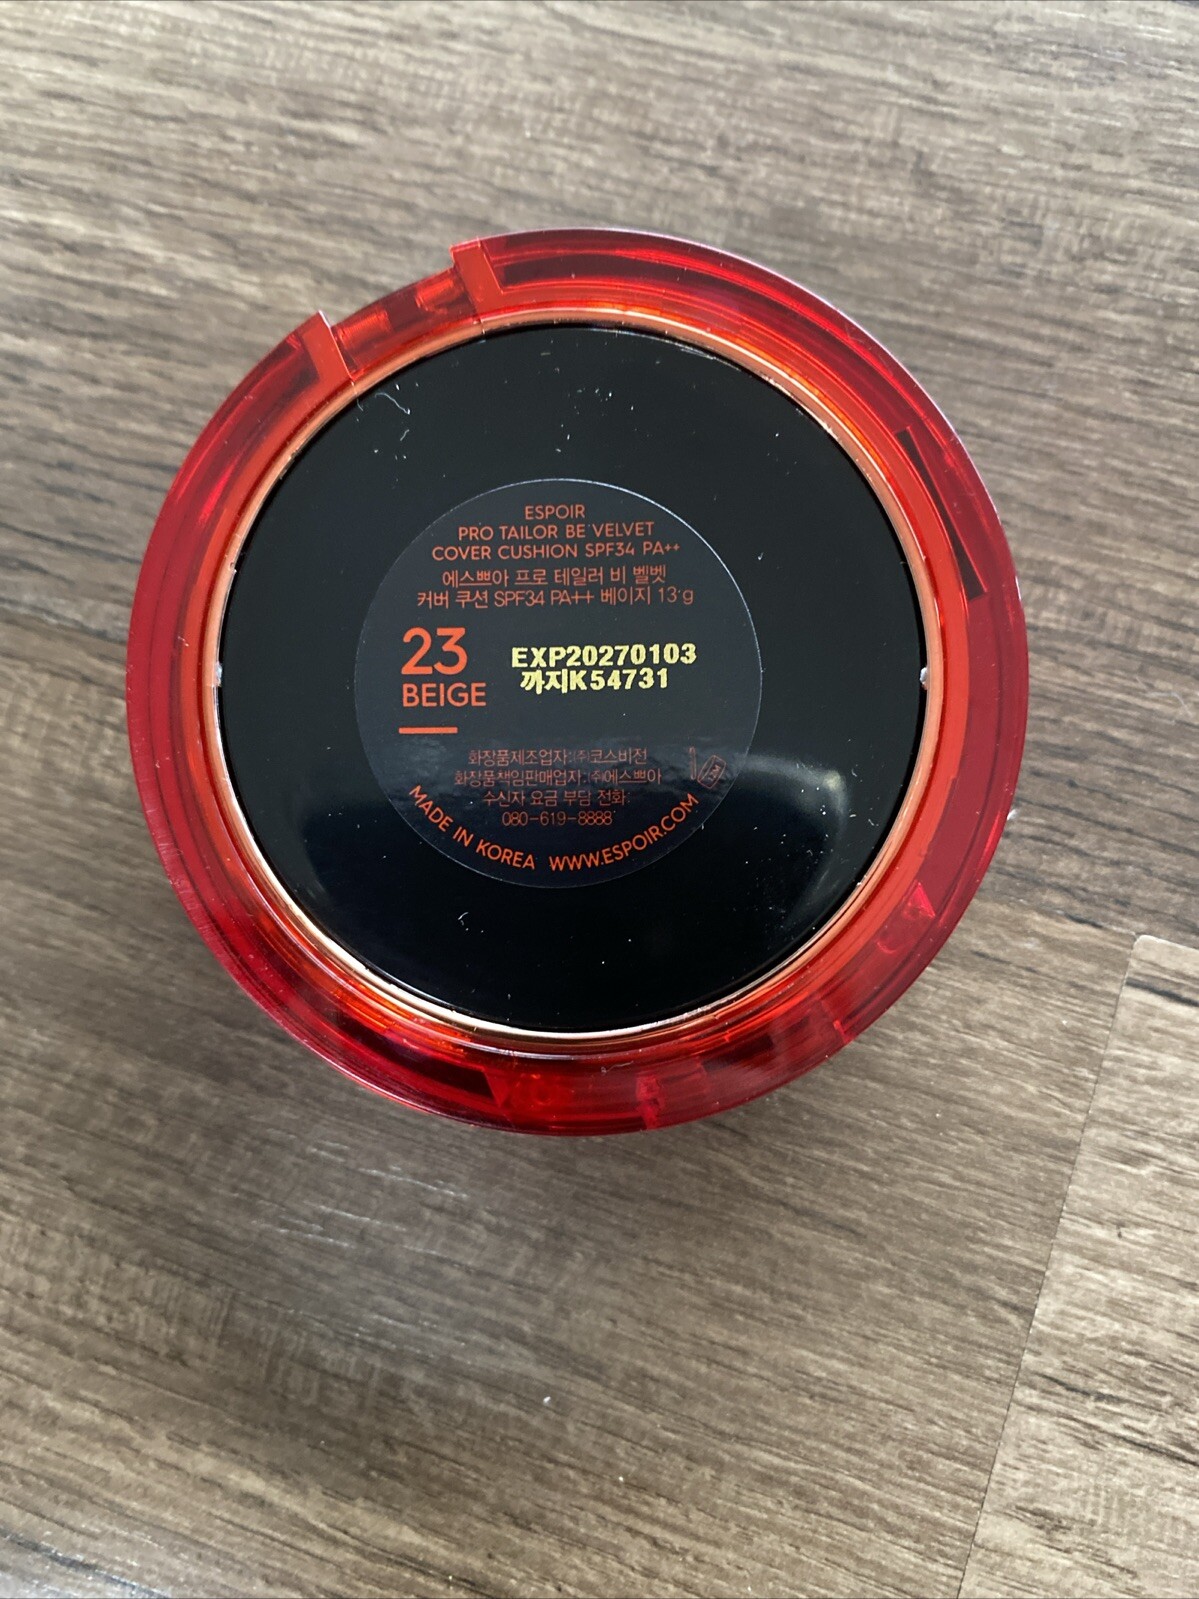 ESPOIR
PRO TAILOR BE VELVET
COVER CUSHION SPF34 PA++
에스쁘아 프로 테일러 비 벨벳
커버 쿠션 SPF34 PA++ 베이지 13 g
23
BEIGE
EXP20270103
까지K54731
화장품제조업자:㈜코스비전
화장품책임판매업자:㈜에스쁘아
수신자 요금 부담 전화:
080-619-8888
MADE IN KOREA WWW.ESPOIR.COM